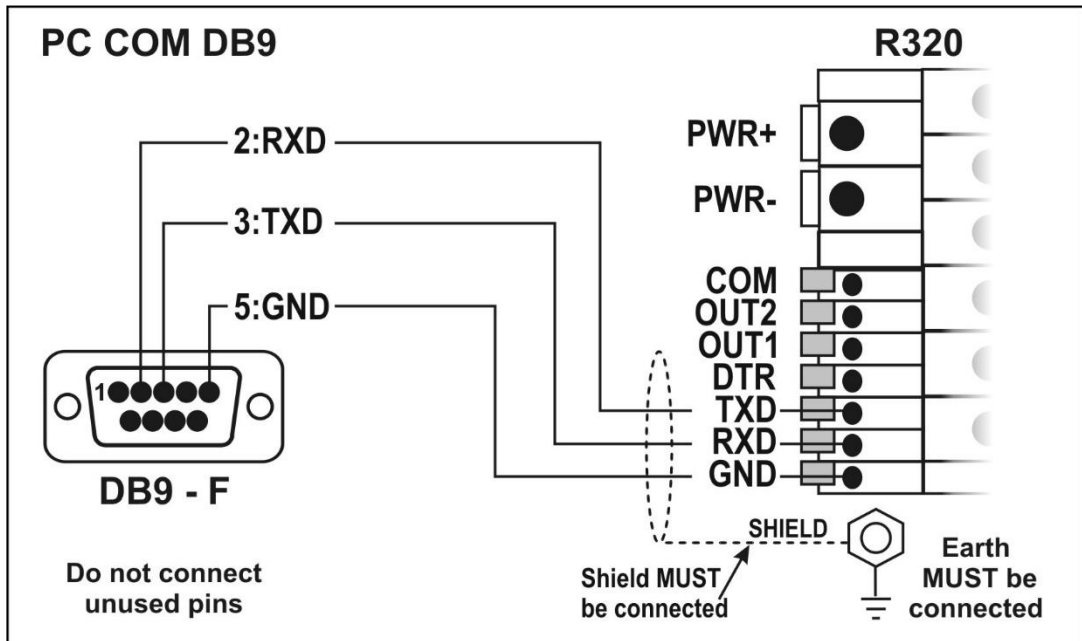 PC COM DB9
R320
2:RXD
3:TXD
5:GND
1
DB9 - F
Do not connect
unused pins
PWR+
PWR-
COM
OUT2
OUT1
DTR
TXD
RXD
GND
SHIELD
Shield MUST
be connected
Earth
MUST be
connected